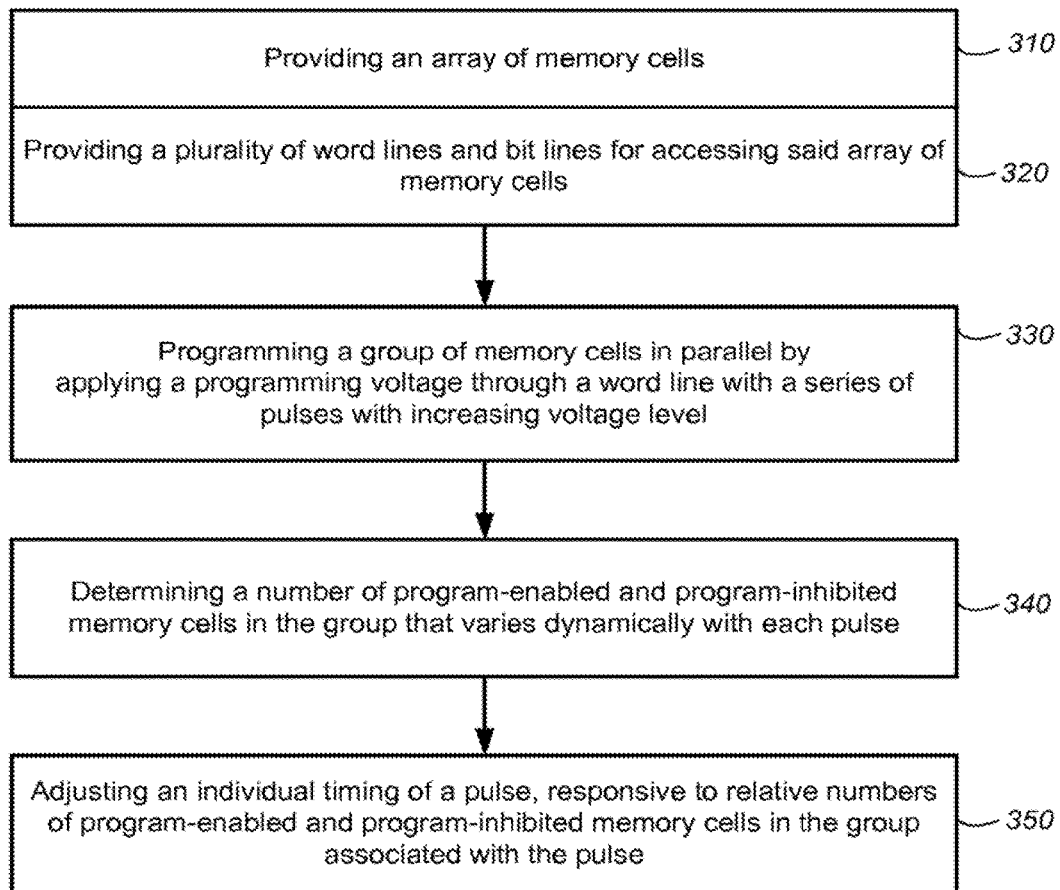 Providing an array of memory cells
310
Providing a plurality of word lines and bit lines for accessing said array of
memory cells
320
Programming a group of memory cells in parallel by
applying a programming voltage through a word line with a series of
pulses with increasing voltage level
330
Determining a number of program-enabled and program-inhibited
memory cells in the group that varies dynamically with each pulse
340
Adjusting an individual timing of a pulse, responsive to relative numbers
of program-enabled and program-inhibited memory cells in the group
associated with the pulse
350